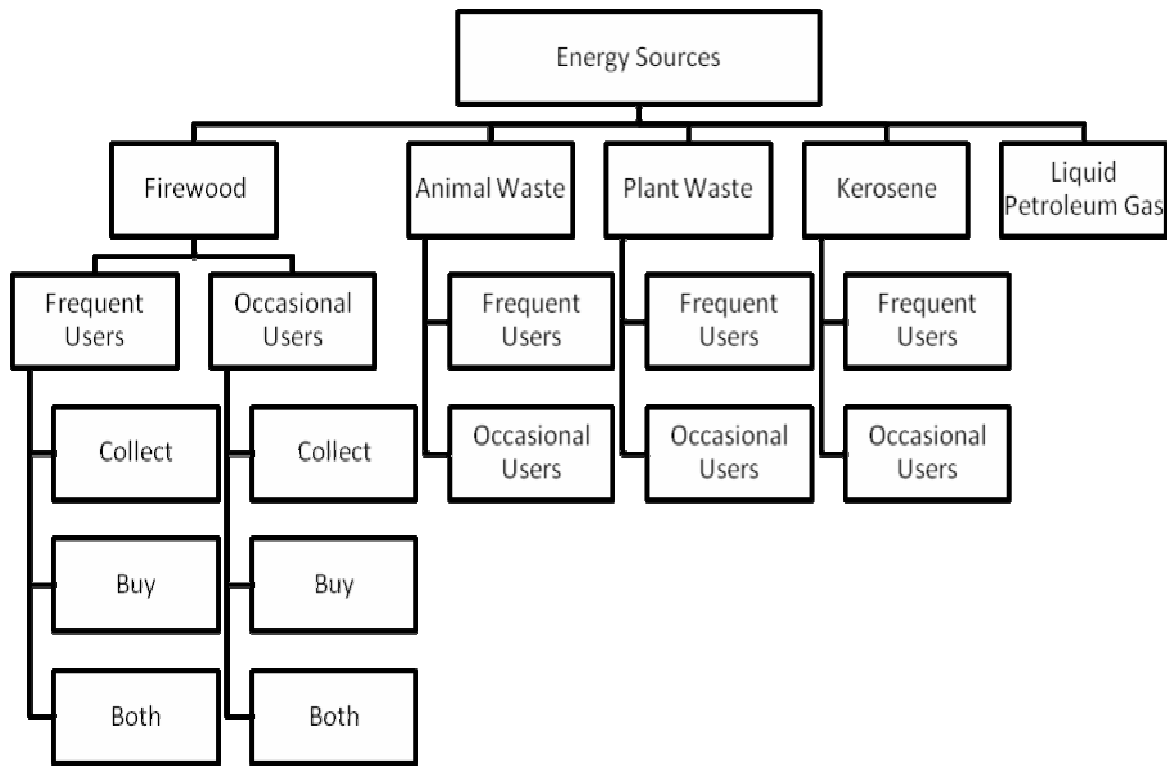 Energy Sources
Firewood
Animal Waste
Plant Waste
Kerosene
Liquid
Petroleum Gas
Frequent
Users
Occasional
Users
Frequent
Users
Frequent
Users
Frequent
Users
Collect
Collect
Occasional
Users
Occasional
Users
Occasional
Users
Buy
Buy
Both
Both